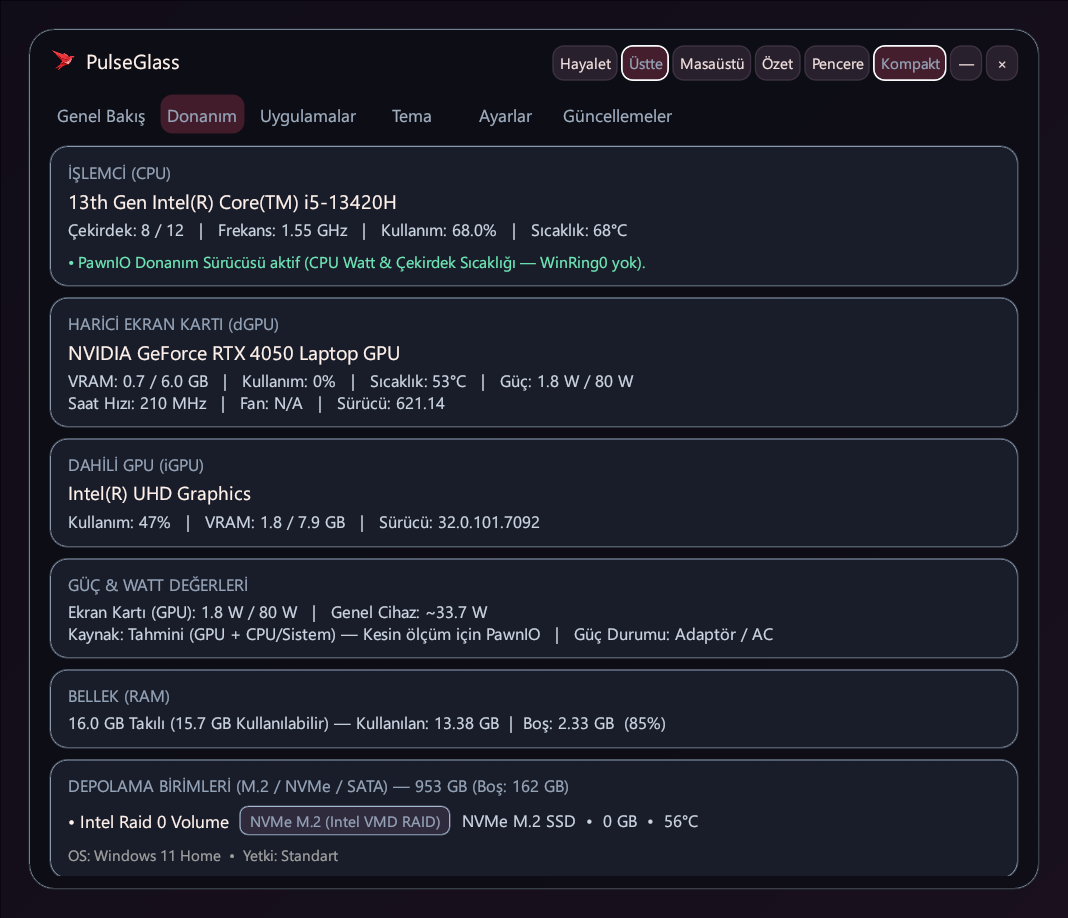 PulseGlass
Hayalet Üstte Masaüstü Özet Pencere Kompakt — ×
Genel Bakış Donanım Uygulamalar Tema Ayarlar Güncellemeler
İŞLEMCİ (CPU)
13th Gen Intel(R) Core(TM) i5-13420H
Çekirdek: 8 / 12 | Frekans: 1.55 GHz | Kullanım: 68.0% | Sıcaklık: 68°C
• PawnIO Donanım Sürücüsü aktif (CPU Watt & Çekirdek Sıcaklığı — WinRing0 yok).
HARİCİ EKRAN KARTI (dGPU)
NVIDIA GeForce RTX 4050 Laptop GPU
VRAM: 0.7 / 6.0 GB | Kullanım: 0% | Sıcaklık: 53°C | Güç: 1.8 W / 80 W
Saat Hızı: 210 MHz | Fan: N/A | Sürücü: 621.14
DAHİLİ GPU (iGPU)
Intel(R) UHD Graphics
Kullanım: 47% | VRAM: 1.8 / 7.9 GB | Sürücü: 32.0.101.7092
GÜÇ & WATT DEĞERLERİ
Ekran Kartı (GPU): 1.8 W / 80 W | Genel Cihaz: ~33.7 W
Kaynak: Tahmini (GPU + CPU/Sistem) — Kesin ölçüm için PawnIO | Güç Durumu: Adaptör / AC
BELLEK (RAM)
16.0 GB Takılı (15.7 GB Kullanılabilir) — Kullanılan: 13.38 GB | Boş: 2.33 GB (85%)
DEPOLAMA BİRİMLERİ (M.2 / NVMe / SATA) — 953 GB (Boş: 162 GB)
• Intel Raid 0 Volume NVMe M.2 (Intel VMD RAID) NVMe M.2 SSD • 0 GB • 56°C
OS: Windows 11 Home • Yetki: Standart